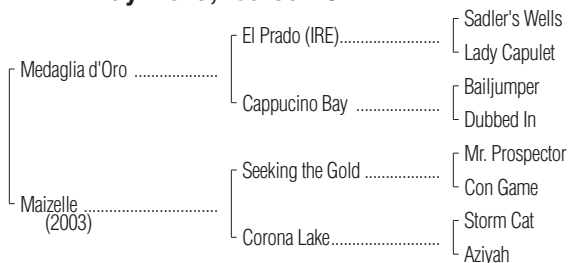 El Prado (IRE)........................ Sadler's Wells
Lady Capulet
Medaglia d'Oro ....................
Cappucino Bay .................... Bailjumper
Dubbed In
Seeking the Gold .................. Mr. Prospector
Con Game
Maizelle ................................
(2003)
Corona Lake.......................... Storm Cat
Aziyah